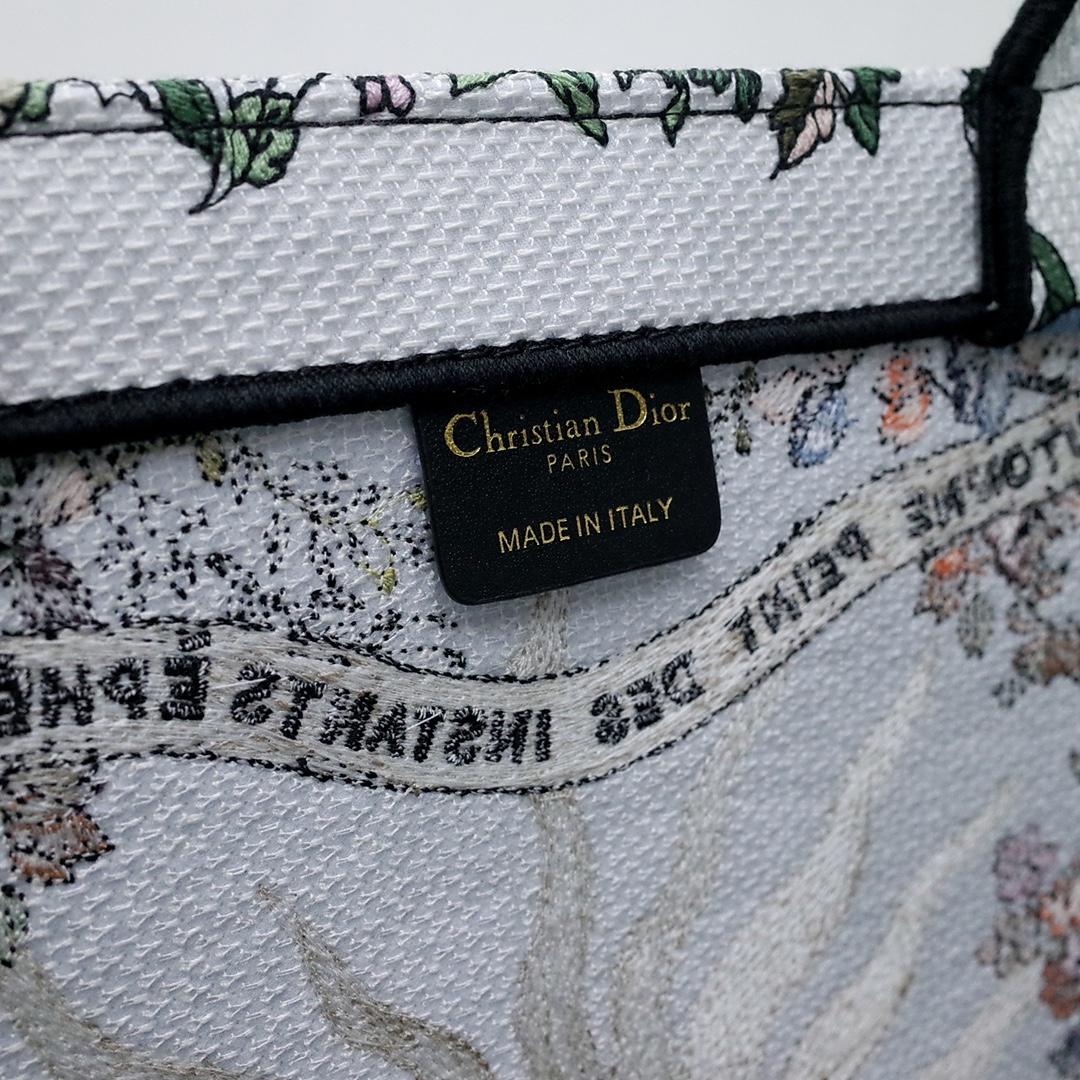 Christian Dior
PARIS
MADE IN ITALY
PEINT DES INSTANTS